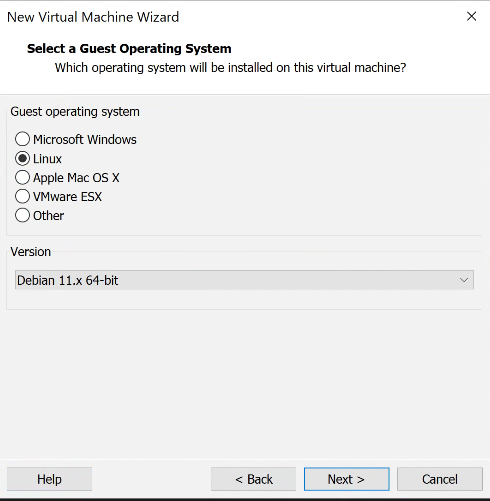 New Virtual Machine Wizard
Select a Guest Operating System
Which operating system will be installed on this virtual machine?
Guest operating system
Microsoft Windows
Linux
Apple Mac OS X
VMware ESX
Other
Version
Debian 11.x 64-bit
Help
< Back
Next >
Cancel